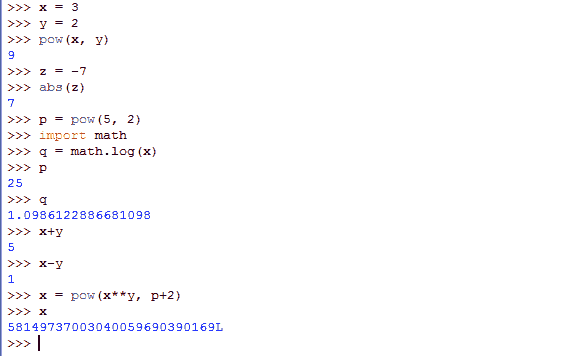 >>> x = 3
>>> y = 2
>>> pow(x, y)
9
>>> z = -7
>>> abs(z)
7
>>> p = pow(5, 2)
>>> import math
>>> q = math.log(x)
>>> p
25
>>> q
1.0986122886681098
>>> x+y
5
>>> x-y
1
>>> x = pow(x**y, p+2)
>>> x
58149737003040059690390169L
>>>